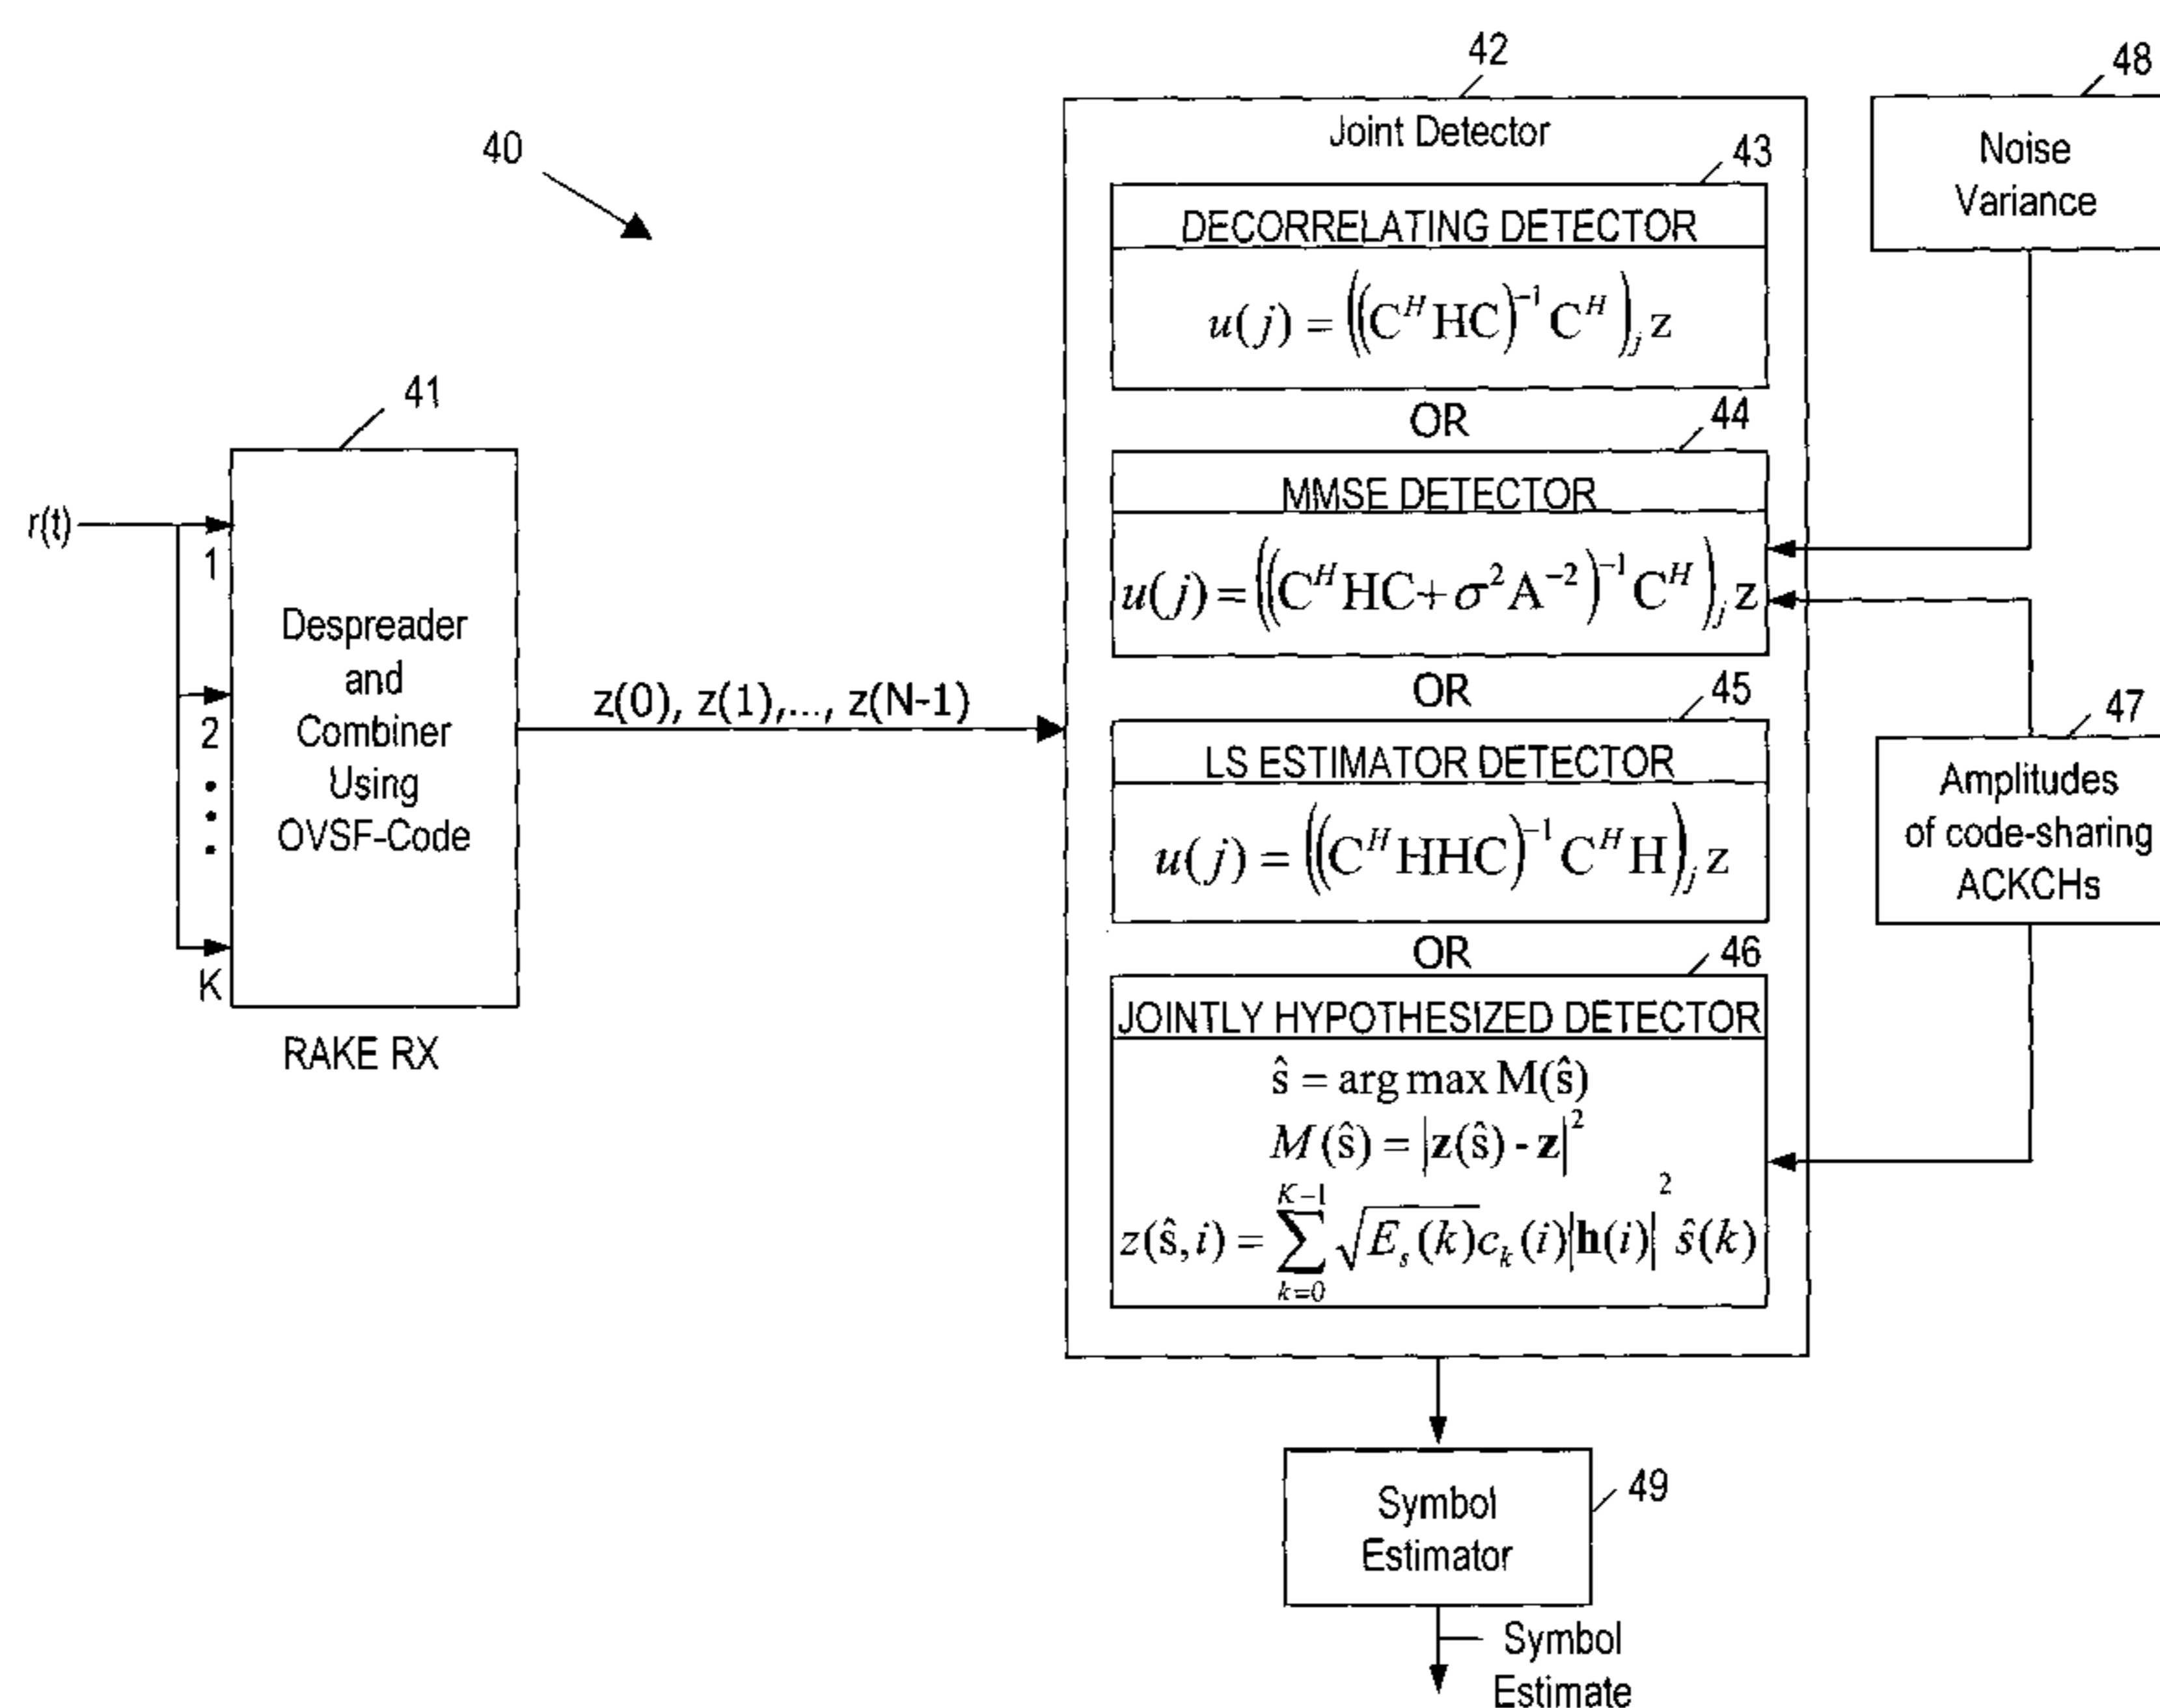 42
48
40
Joint Detector
Noise
Variance
43
DECORRELATING DETECTOR
u(j) = ((C^H HC)^{-1} C^H)_j z
OR
44
MMSE DETECTOR
u(j) = ((C^H HC + σ^2 A^{-2})^{-1} C^H)_j z
OR
45
LS ESTIMATOR DETECTOR
u(j) = ((C^H HHC)^{-1} C^H H)_j z
OR
46
JOINTLY HYPOTHESIZED DETECTOR
ŝ = arg max M(ŝ)
M(ŝ) = |z(ŝ) - z|^2
z(ŝ, i) = ∑_{k=0}^{K-1} √E_s(k) c_k(i) |h(i)|^2 ŝ(k)
41
r(t)
1
2
K
Despreader
and
Combiner
Using
OVSF-Code
RAKE RX
z(0), z(1),..., z(N-1)
47
Amplitudes
of code-sharing
ACKCHs
Symbol
Estimator
49
Symbol
Estimate